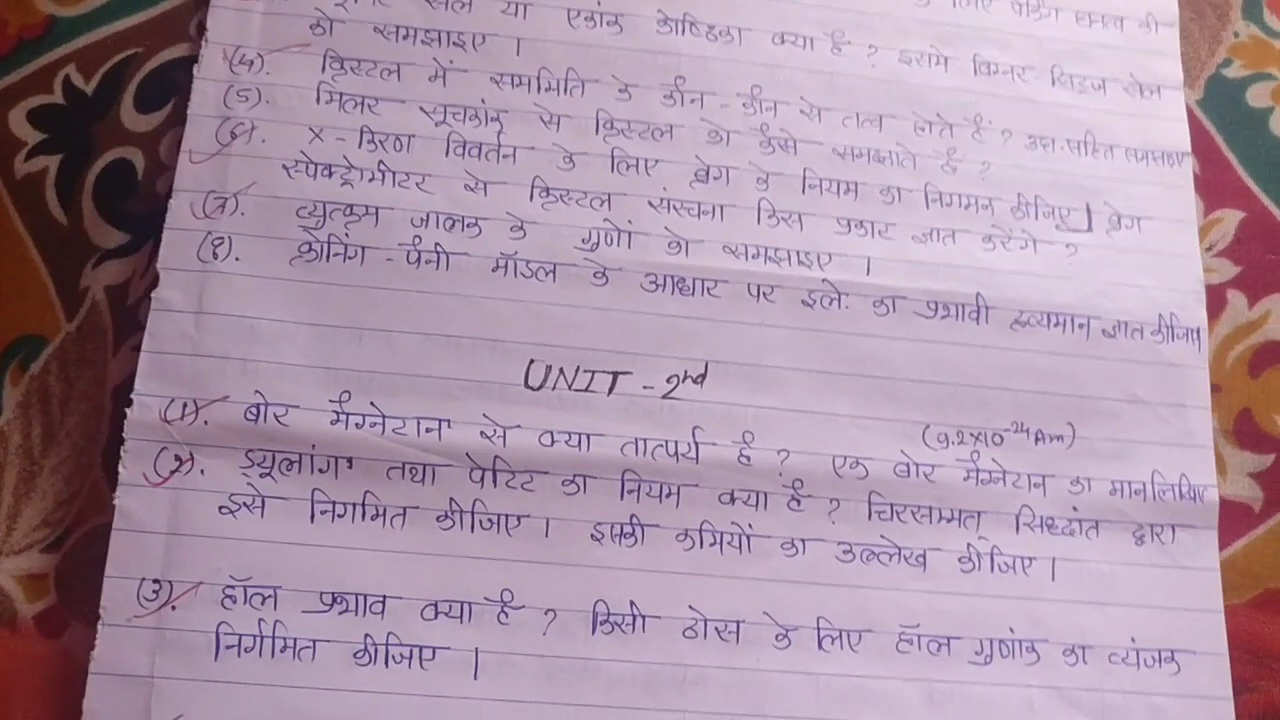 सेल या एकांक कोष्ठिका क्या है ? इसमे विग्नर सिट्ज सेल
को समझाइए ।
(4). क्रिस्टल में सममिति के कौन-कौन से तल होते हैं ? उदा. सहित समझाइए
(5). मिलर सूचकांक से क्रिस्टल को कैसे समझाते है ?
(6). X-किरण विवर्तन के लिए ब्रेग के नियम का निगमन कीजिए । ब्रेग
स्पेक्ट्रोमीटर से क्रिस्टल संरचना किस प्रकार ज्ञात करेंगे ?
(7). व्युत्क्रम जालक के गुणों को समझाइए ।
(8). क्रोनिंग-पैनी मॉडल के आधार पर इले. का प्रभावी द्रव्यमान ज्ञात कीजिए
UNIT - 2nd
(9.2×10⁻²⁴Am)
(1). बोर मैग्नेटान से क्या तात्पर्य है ? एक बोर मैग्नेटान का मान लिखिए
(2). ड्यूलांग तथा पेटिट का नियम क्या है ? चिरसम्मत् सिध्दांत द्वारा
इसे निगमित कीजिए । इसकी कमियों का उल्लेख कीजिए ।
(3). हॉल प्रभाव क्या है ? किसी ठोस के लिए हॉल गुणांक का व्यंजक
निर्गमित कीजिए ।